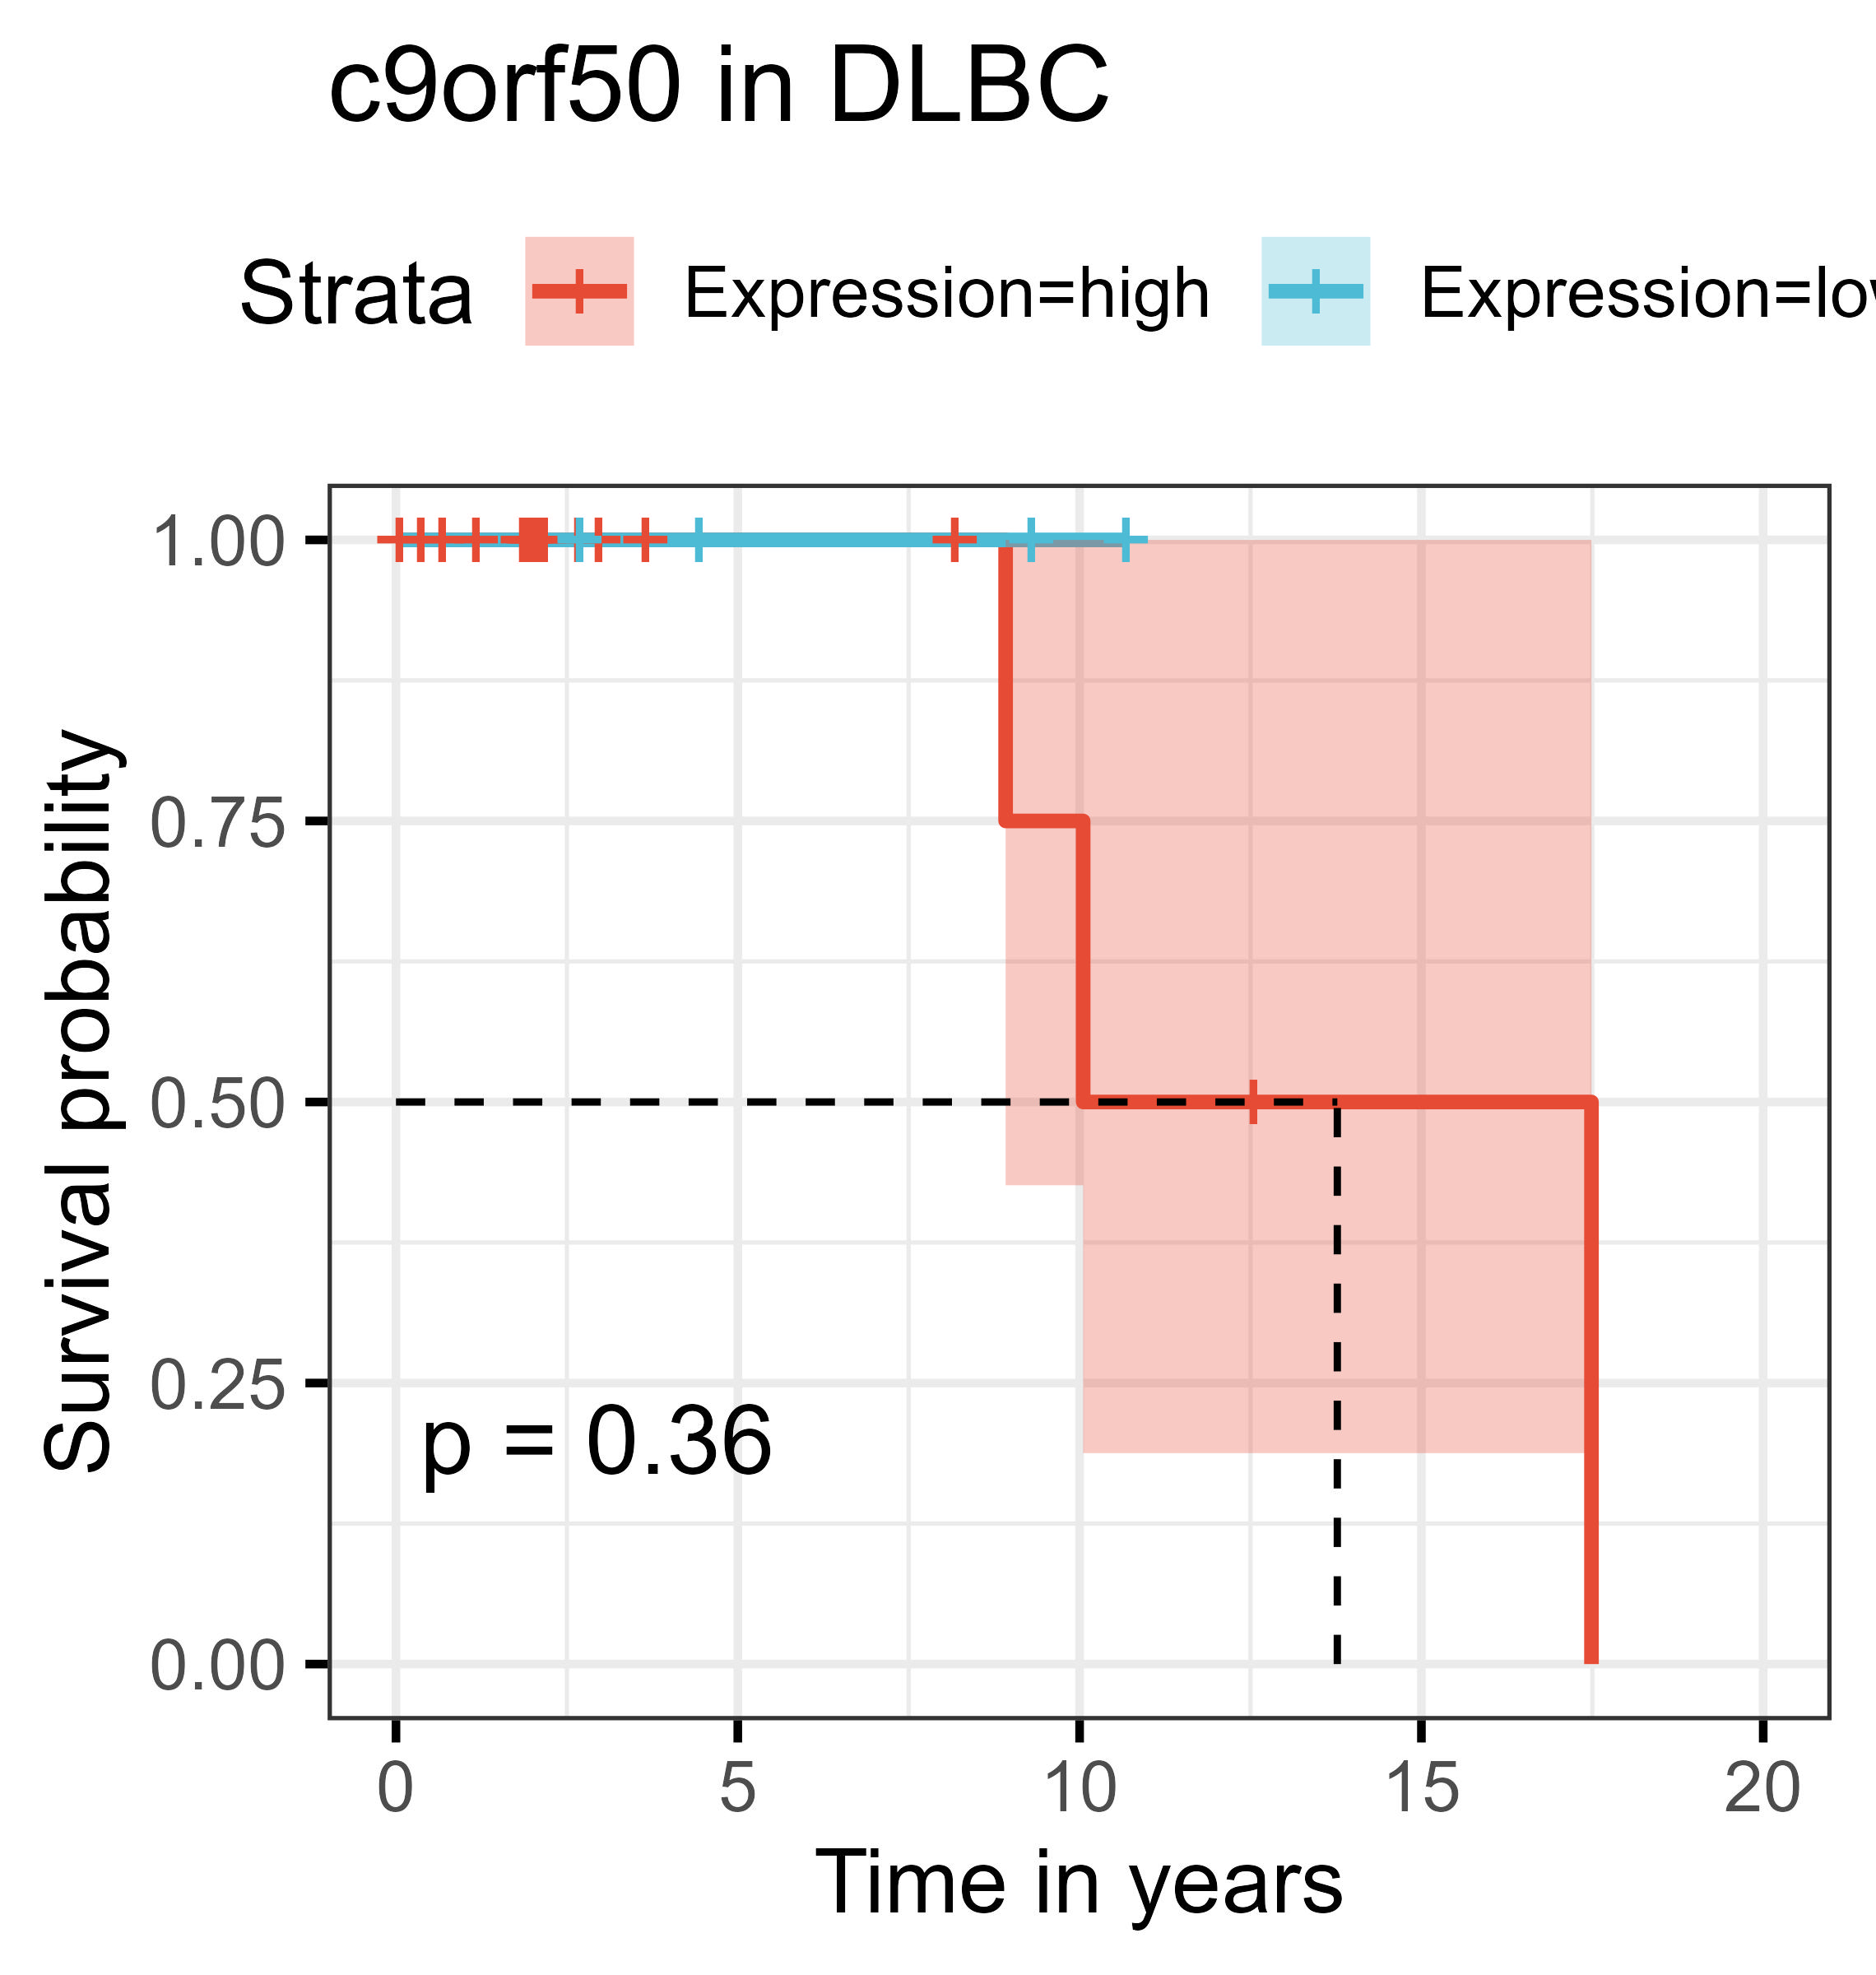 c9orf50 in DLBC
Strata Expression=high Expression=lo
1.00
0.75
0.50
0.25
0.00
Survival probability
p = 0.36
0 5 10 15 20
Time in years